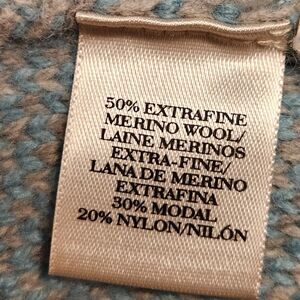 50% EXTRAFINE
MERINO WOOL/
LAINE MERINOS
EXTRA-FINE/
LANA DE MERINO
EXTRAFINA
30% MODAL
20% NYLON/NILÓN